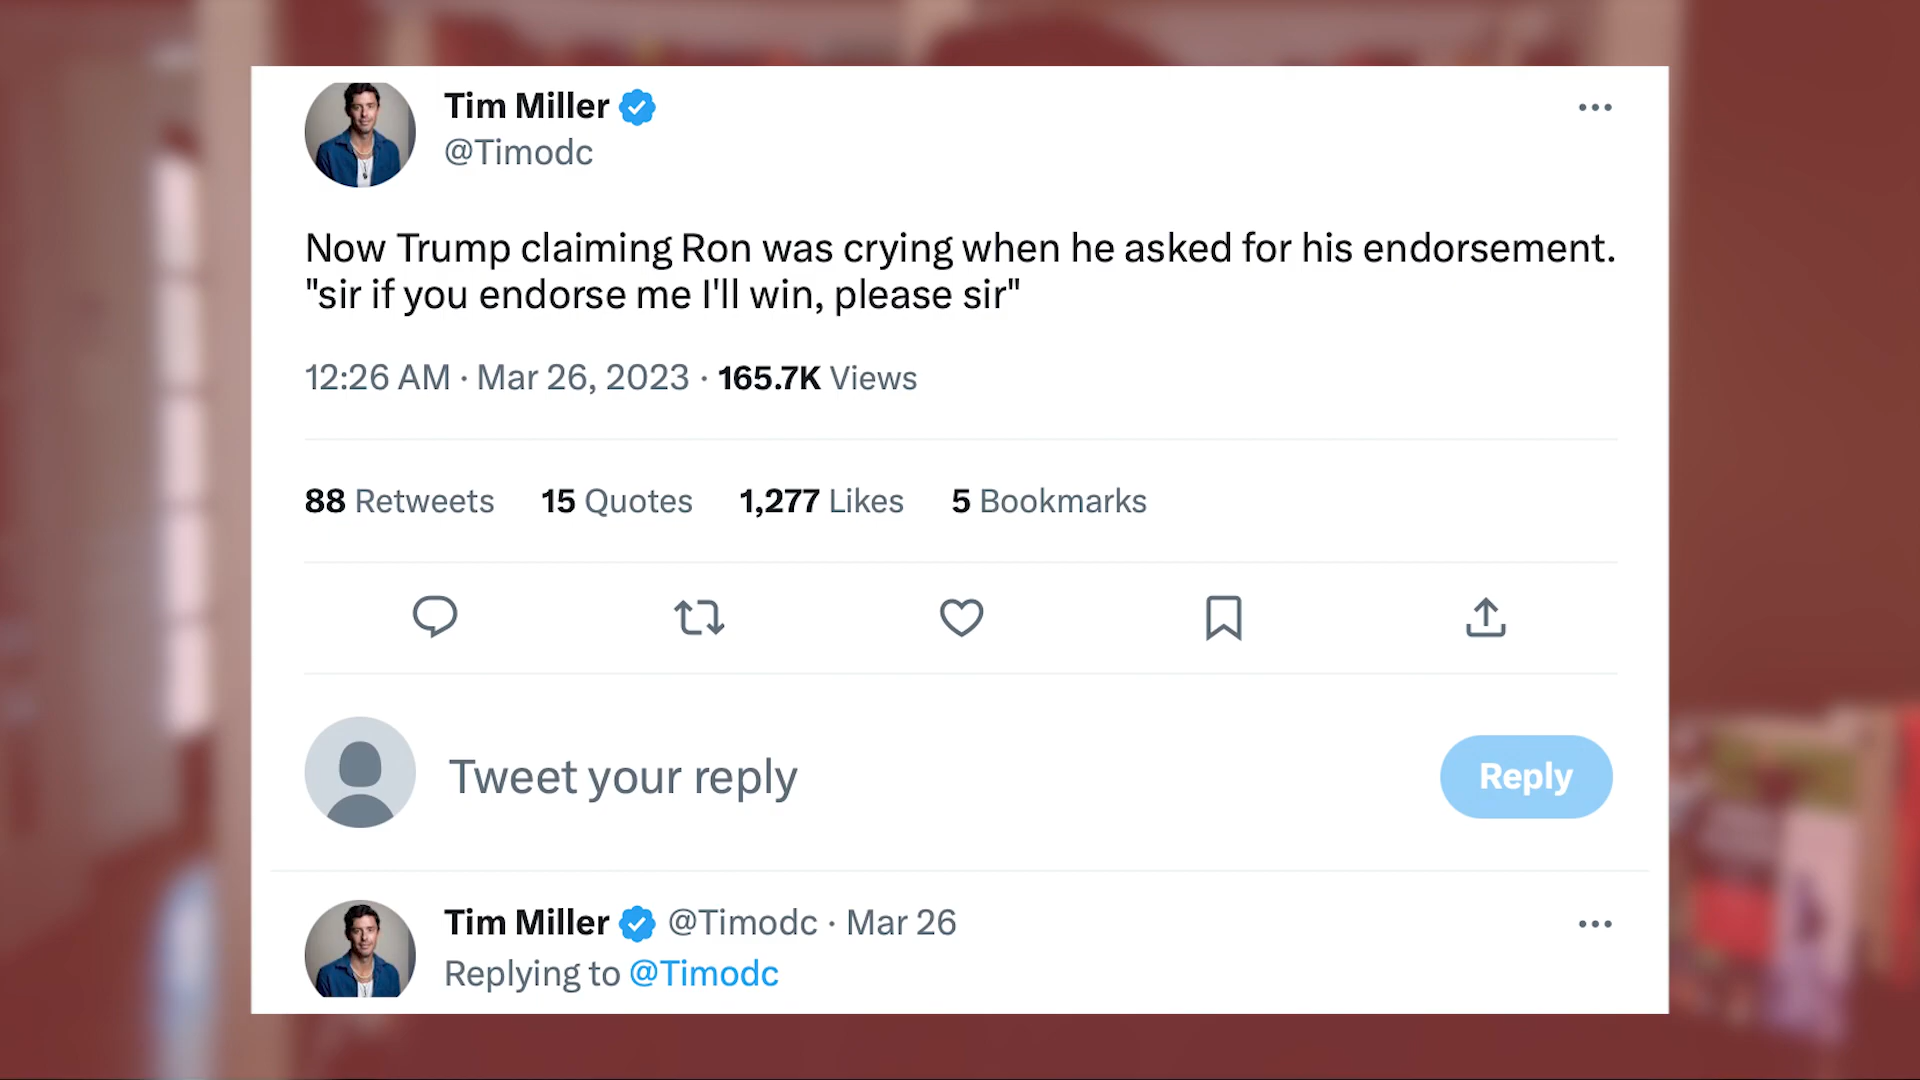 Tim Miller
@Timodc
Now Trump claiming Ron was crying when he asked for his endorsement.
"sir if you endorse me I'll win, please sir"
12:26 AM · Mar 26, 2023 · 165.7K Views
88 Retweets 15 Quotes 1,277 Likes 5 Bookmarks
Tweet your reply
Reply
Tim Miller @Timodc · Mar 26
Replying to @Timodc